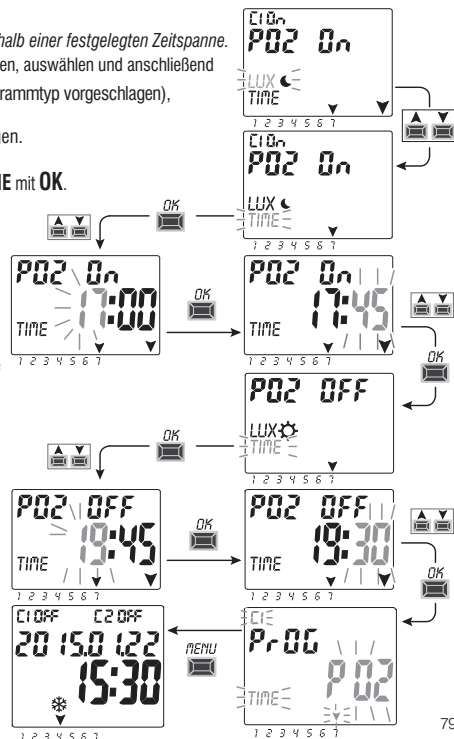 halb einer festgelegten Zeitspanne.
en, auswählen und anschließend
rammtyp vorgeschlagen),
gen.
IE mit OK.
C1 On
P02 On
LUX
TIME
1 2 3 4 5 6 7
C1 On
P02 On
LUX
TIME
1 2 3 4 5 6 7
OK
P02 On
17:00
TIME
1 2 3 4 5 6 7
OK
P02 On
17:45
TIME
1 2 3 4 5 6 7
OK
P02 OFF
LUX
TIME
1 2 3 4 5 6 7
OK
P02 OFF
19:45
TIME
1 2 3 4 5 6 7
OK
P02 OFF
19:30
TIME
1 2 3 4 5 6 7
OK
C1 OFF C2 OFF
2015.01.22
15:30
1 2 3 4 5 6 7
MENU
C1
PrOG
P02
TIME
1 2 3 4 5 6 7
79